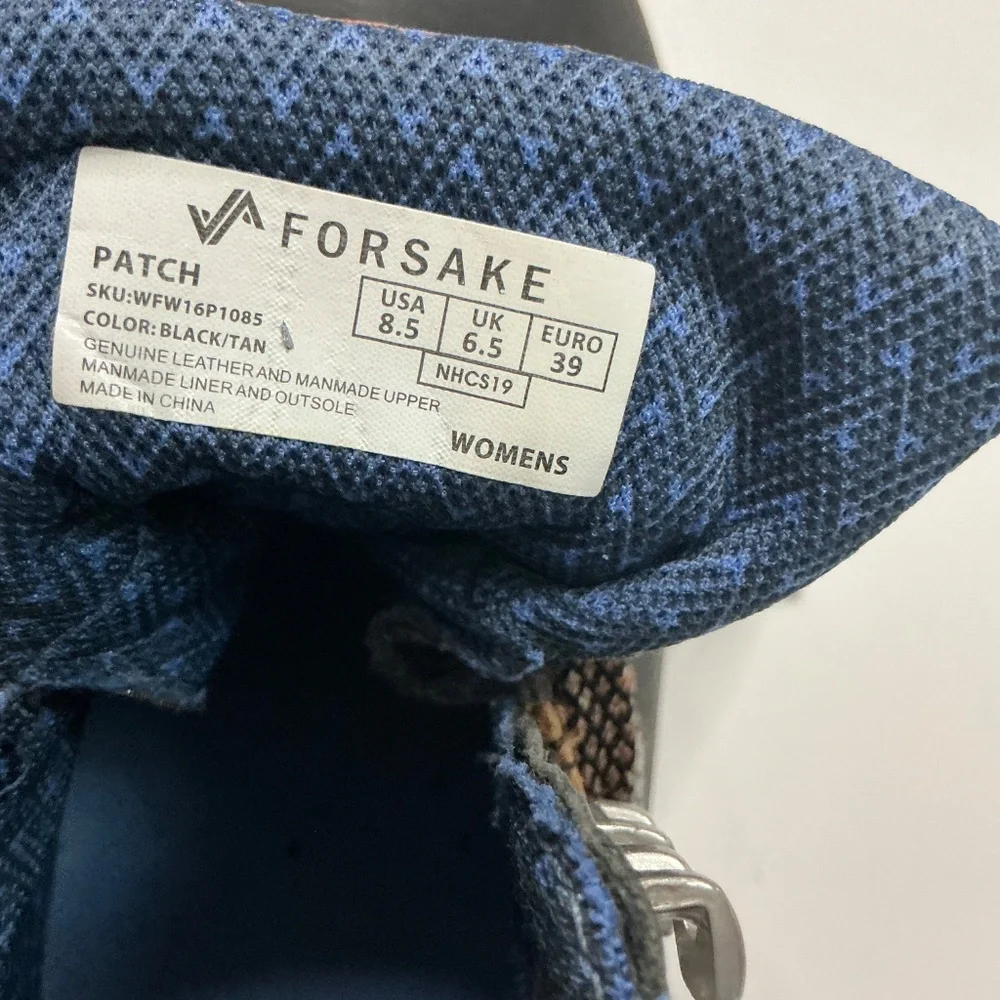 FORSAKE
PATCH
SKU:WFW16P1085
COLOR: BLACK/TAN
GENUINE LEATHER AND MANMADE UPPER
MANMADE LINER AND OUTSOLE
MADE IN CHINA
USA UK EURO
8.5 6.5 39
NHCS19
WOMENS